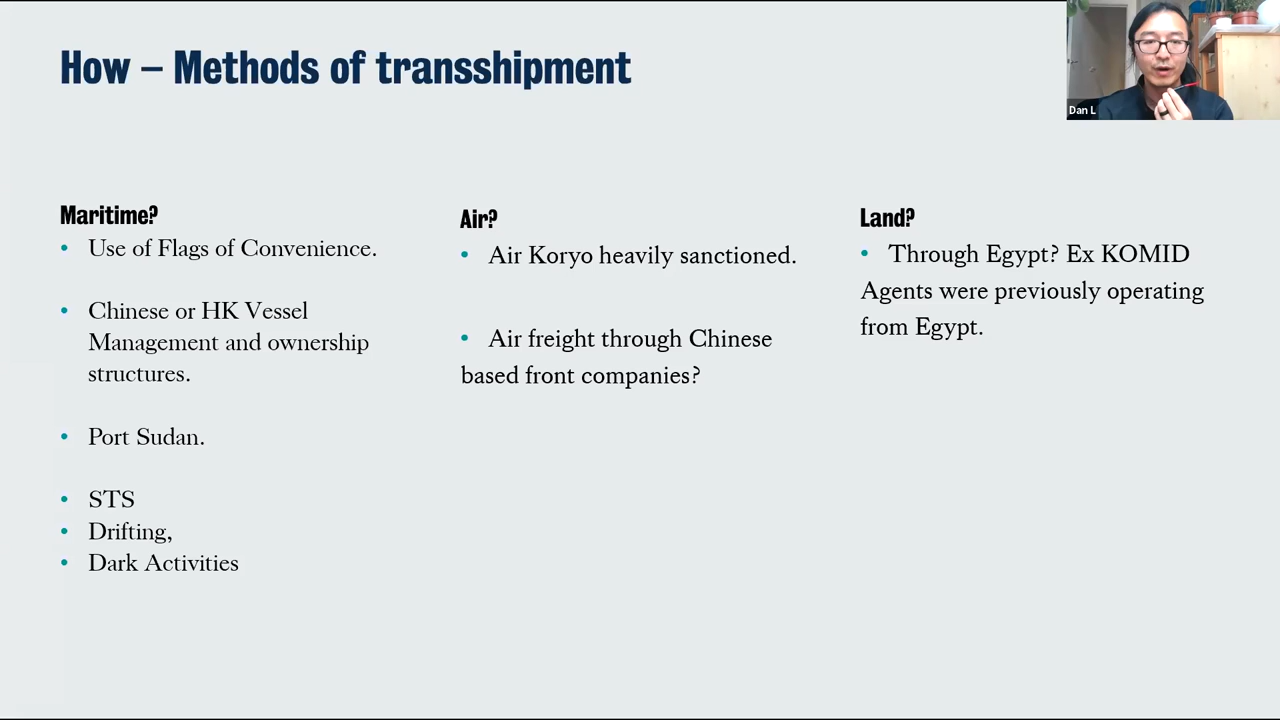 How – Methods of transshipment
Dan L
Maritime?
• Use of Flags of Convenience.
• Chinese or HK Vessel
Management and ownership
structures.
• Port Sudan.
• STS
• Drifting,
• Dark Activities
Air?
• Air Koryo heavily sanctioned.
• Air freight through Chinese
based front companies?
Land?
• Through Egypt? Ex KOMID
Agents were previously operating
from Egypt.